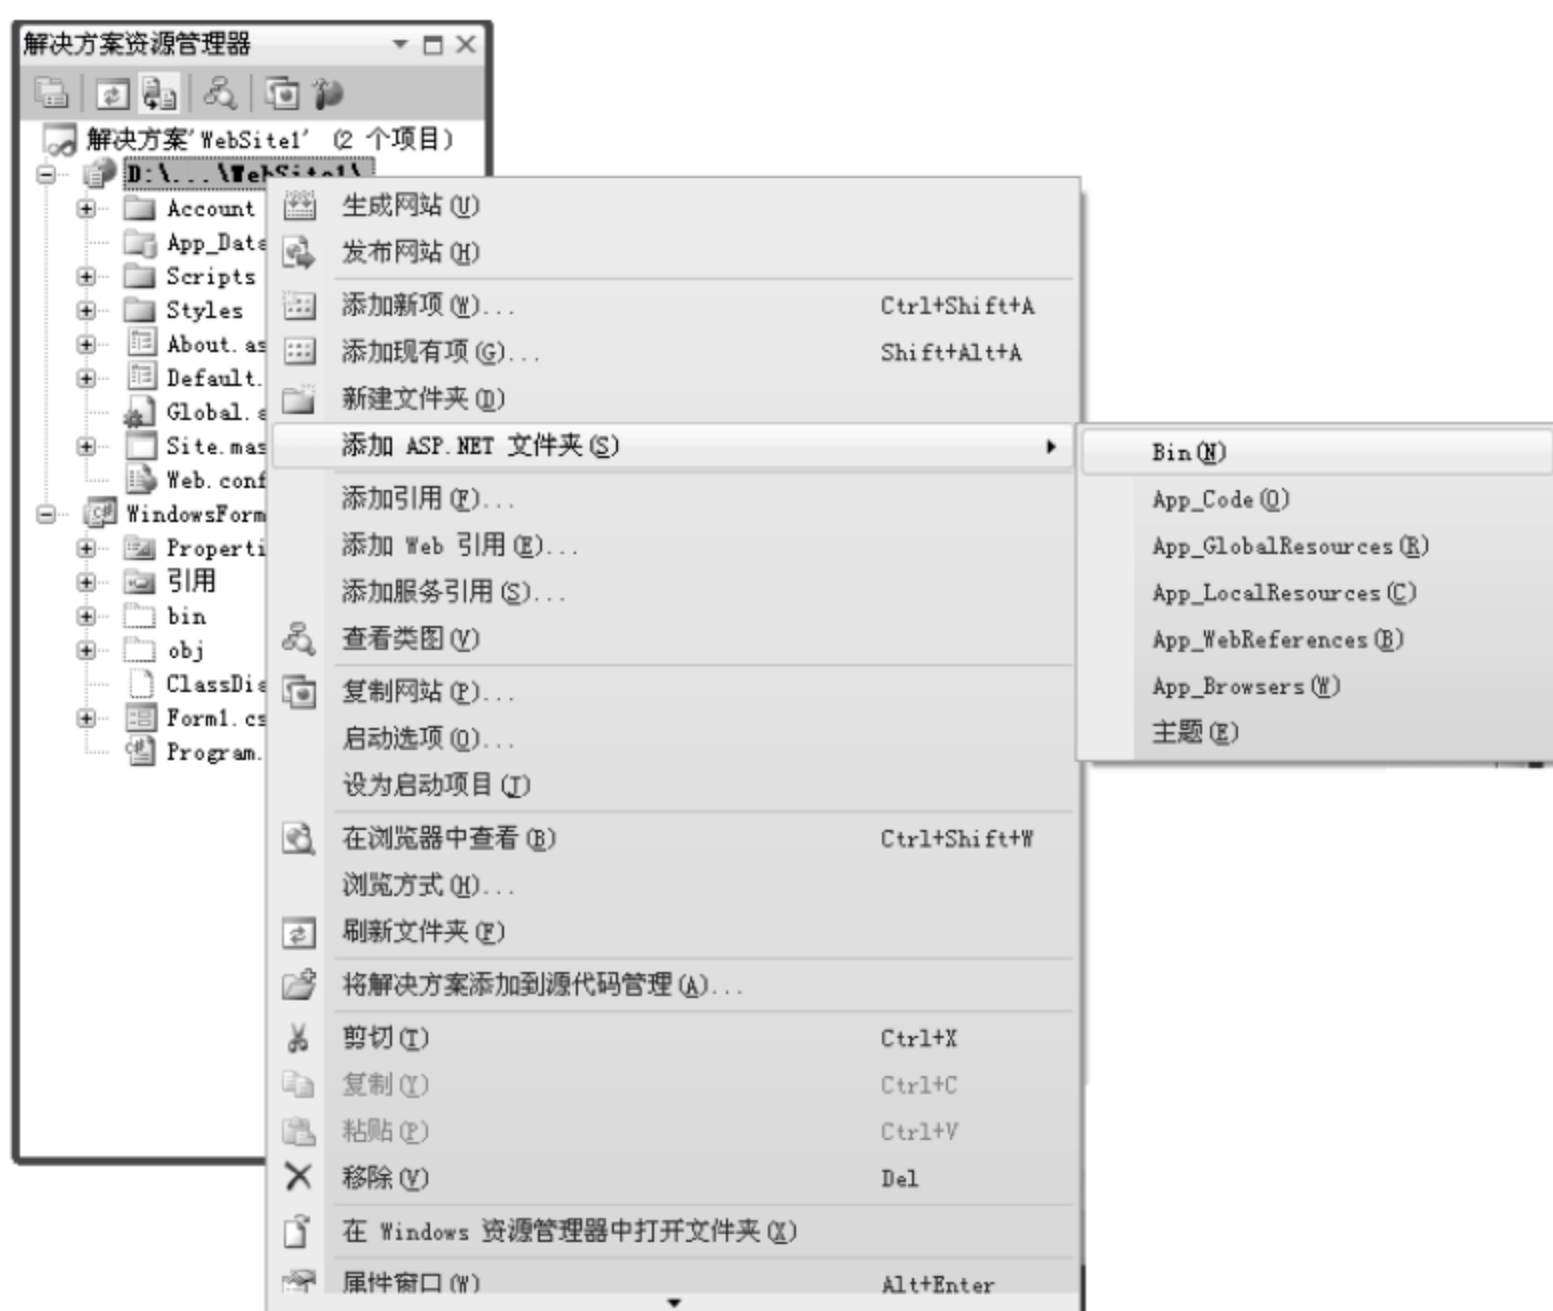 解决方案资源管理器
解决方案'WebSite1' (2 个项目)
D:\...\WebSite1\
Account
App_Data
Scripts
Styles
About.as
Default.
Global.
Site.mas
Web.conf
WindowsForm
Properti
引用
bin
obj
ClassDia
Form1.cs
Program.
生成网站(U)
发布网站(H)
添加新项(W)... Ctrl+Shift+A
添加现有项(G)... Shift+Alt+A
新建文件夹(D)
添加 ASP.NET 文件夹(S)
添加引用(F)...
添加 Web 引用(E)...
添加服务引用(S)...
查看类图(V)
复制网站(P)...
启动选项(O)...
设为启动项目(J)
在浏览器中查看(B) Ctrl+Shift+W
浏览方式(H)...
刷新文件夹(F)
将解决方案添加到源代码管理(A)...
剪切(T) Ctrl+X
复制(Y) Ctrl+C
粘贴(P) Ctrl+V
移除(V) Del
在 Windows 资源管理器中打开文件夹(X)
属性窗口(W) Alt+Enter
Bin(N)
App_Code(O)
App_GlobalResources(R)
App_LocalResources(C)
App_WebReferences(B)
App_Browsers(W)
主题(E)